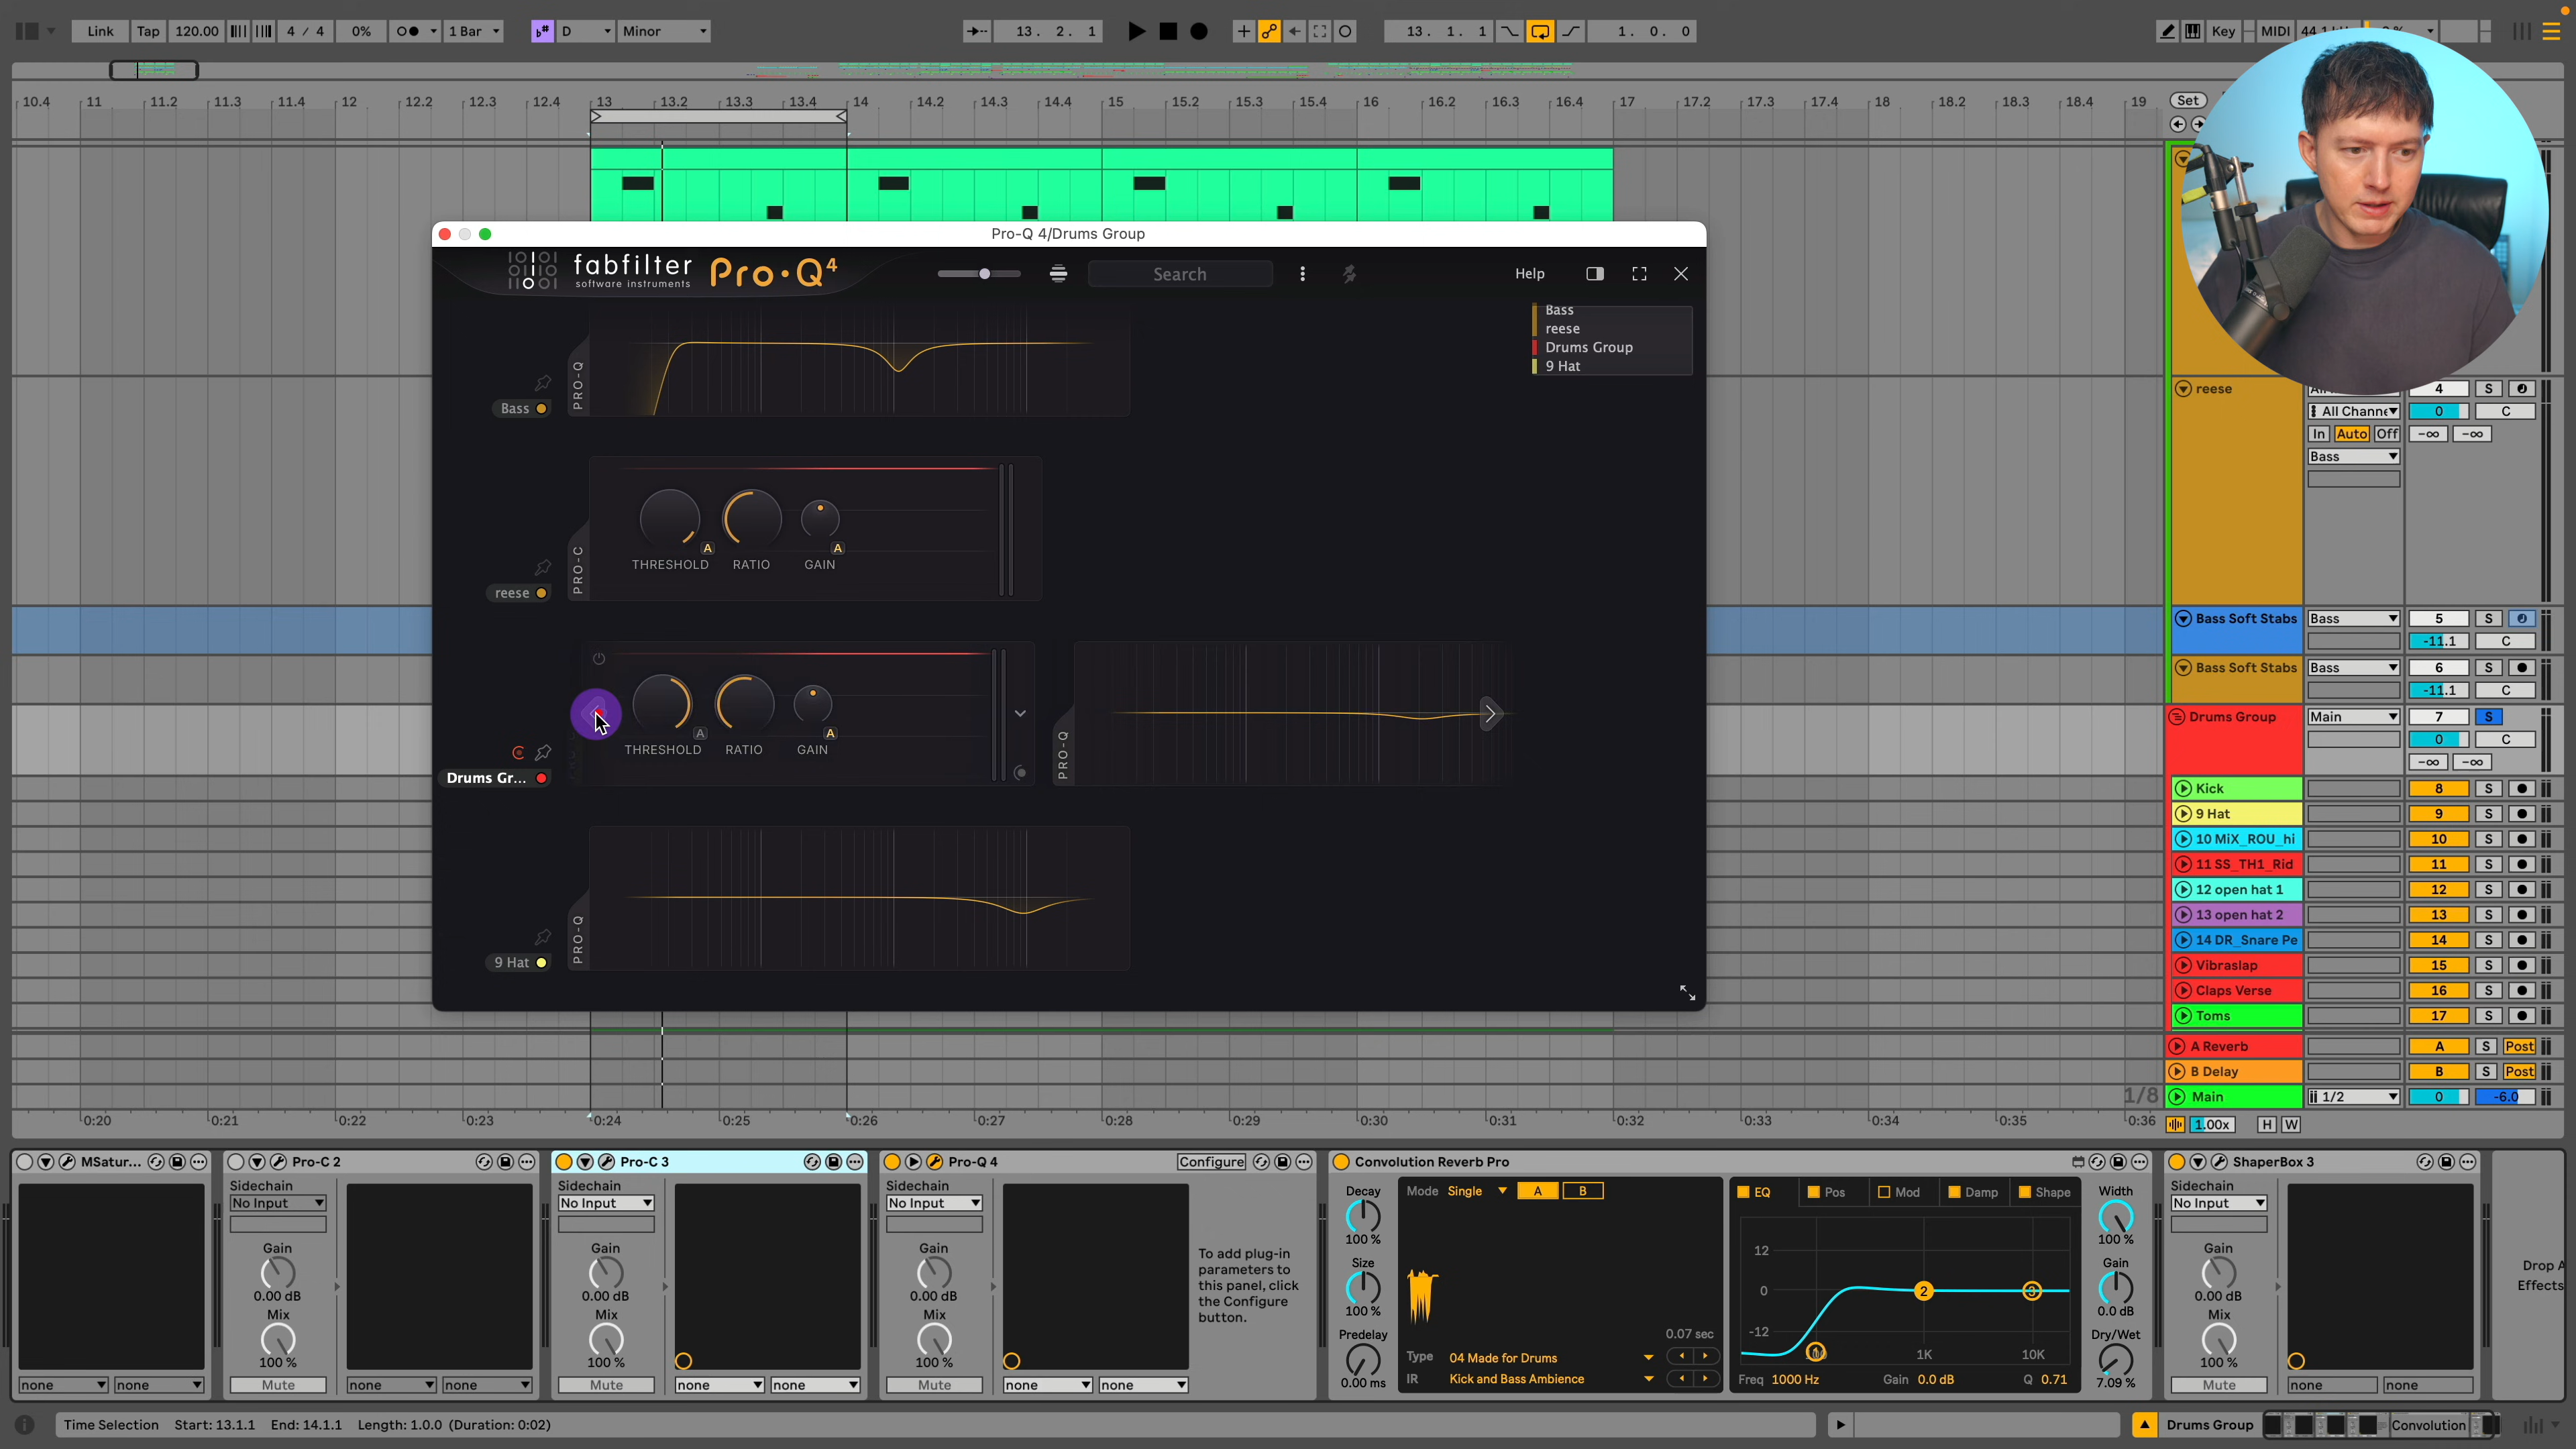 Link Tap 120.00 4 / 4 0% 1 Bar D Minor 13. 2. 1 13. 1. 1 1. 0. 0 Key MIDI
10.4 11 11.2 11.3 11.4 12 12.2 12.3 12.4 13 13.2 13.3 13.4 14 14.2 14.3 14.4 15 15.2 15.3 15.4 16 16.2 16.3 16.4 17 17.2 17.3 17.4 18 18.2 18.3 18.4 19 Set
Pro-Q 4/Drums Group
fabfilter
software instruments
Pro·Q4
Search
Help
Bass
reese
Drums Group
9 Hat
Bass
PRO-Q
reese
PRO-C
THRESHOLD A RATIO GAIN A
Drums Gr...
THRESHOLD A RATIO GAIN A
PRO-Q
9 Hat
PRO-Q
reese 4 S
All Channe 0 C
In Auto Off -∞ -∞
Bass
Bass Soft Stabs Bass 5 S
-11.1 C
Bass Soft Stabs Bass 6 S
-11.1 C
Drums Group Main 7 S
0 C
-∞ -∞
Kick 8 S
9 Hat 9 S
10 MiX_ROU_hi 10 S
11 SS_TH1_Rid 11 S
12 open hat 1 12 S
13 open hat 2 13 S
14 DR_Snare Pe 14 S
Vibraslap 15 S
Claps Verse 16 S
Toms 17 S
A Reverb A S Post
B Delay B S Post
1/8 Main 1/2 0 -6.0
0:20 0:21 0:22 0:23 0:24 0:25 0:26 0:27 0:28 0:29 0:30 0:31 0:32 0:33 0:34 0:35 0:36 1.00x H W
MSatur... Pro-C 2 Pro-C 3 Pro-Q 4 Configure Convolution Reverb Pro ShaperBox 3
none none
Sidechain
No Input
Gain
0.00 dB
Mix
100 %
Mute
none none
Sidechain
No Input
Gain
0.00 dB
Mix
100 %
Mute
none none
Sidechain
No Input
Gain
0.00 dB
Mix
100 %
Mute
none none
To add plug-in
parameters to
this panel, click
the Configure
button.
Decay
100 %
Size
100 %
Predelay
0.00 ms
Mode Single A B
0.07 sec
Type 04 Made for Drums
IR Kick and Bass Ambience
EQ Pos Mod Damp Shape
12
0
-12
2
3
1K 10K
Freq 1000 Hz Gain 0.0 dB Q 0.71
Width
100 %
Gain
0.0 dB
Dry/Wet
7.09 %
Sidechain
No Input
Gain
0.00 dB
Mix
100 %
Mute
none none
Drop
Effects
Time Selection Start: 13.1.1 End: 14.1.1 Length: 1.0.0 (Duration: 0:02)
Drums Group Convolution